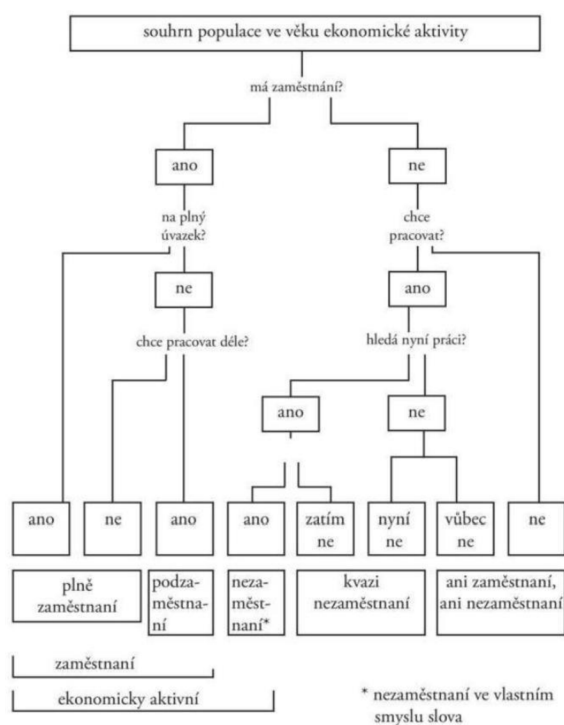 souhrn populace ve věku ekonomické aktivity
má zaměstnání?
ano
ne
na plný
úvazek?
chce
pracovat?
ne
ano
chce pracovat déle?
hledá nyní práci?
ano
ne
ano
ne
ano
ano
zatím
ne
nyní
ne
vůbec
ne
ne
plně
zaměstnaní
podza-
městna-
ní
neza-
měst-
naní*
kvazi
nezaměstnaní
ani zaměstnaní,
ani nezaměstnaní
zaměstnaní
ekonomicky aktivní
* nezaměstnaní ve vlastním
smyslu slova